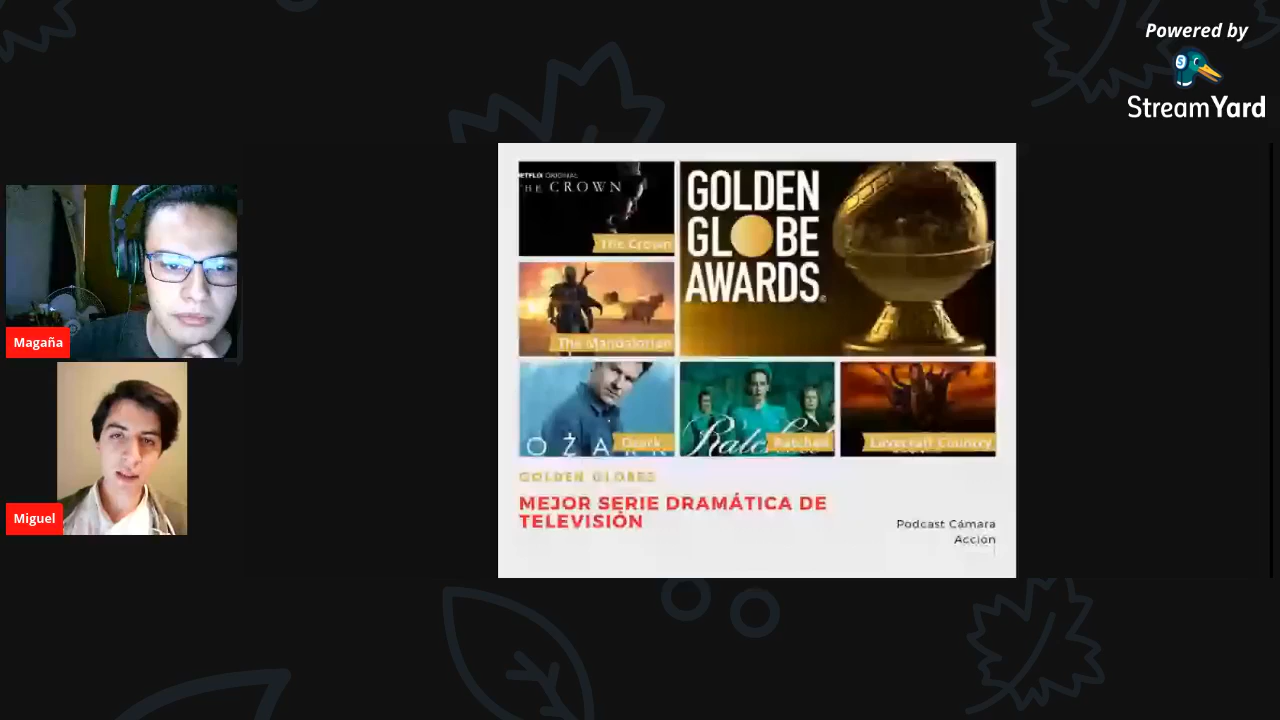 Powered by
StreamYard
Magaña
Miguel
NETFLIX ORIGINAL
THE CROWN
The Crown
GOLDEN
GLOBE
AWARDS
The Mandalorian
OZARK
Ozark
Ratched
Ratched
Lovecraft Country
GOLDEN GLOBES
MEJOR SERIE DRAMÁTICA DE
TELEVISIÓN
Podcast Cámara
Acción